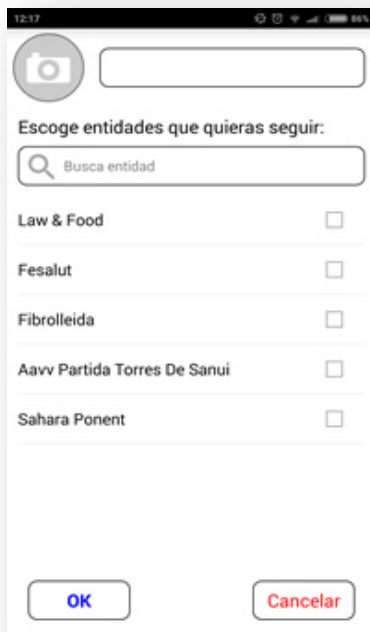 12:17 86%
Escoge entidades que quieras seguir:
Busca entidad
Law & Food
Fesalut
Fibrolleida
Aavv Partida Torres De Sanui
Sahara Ponent
OK Cancelar